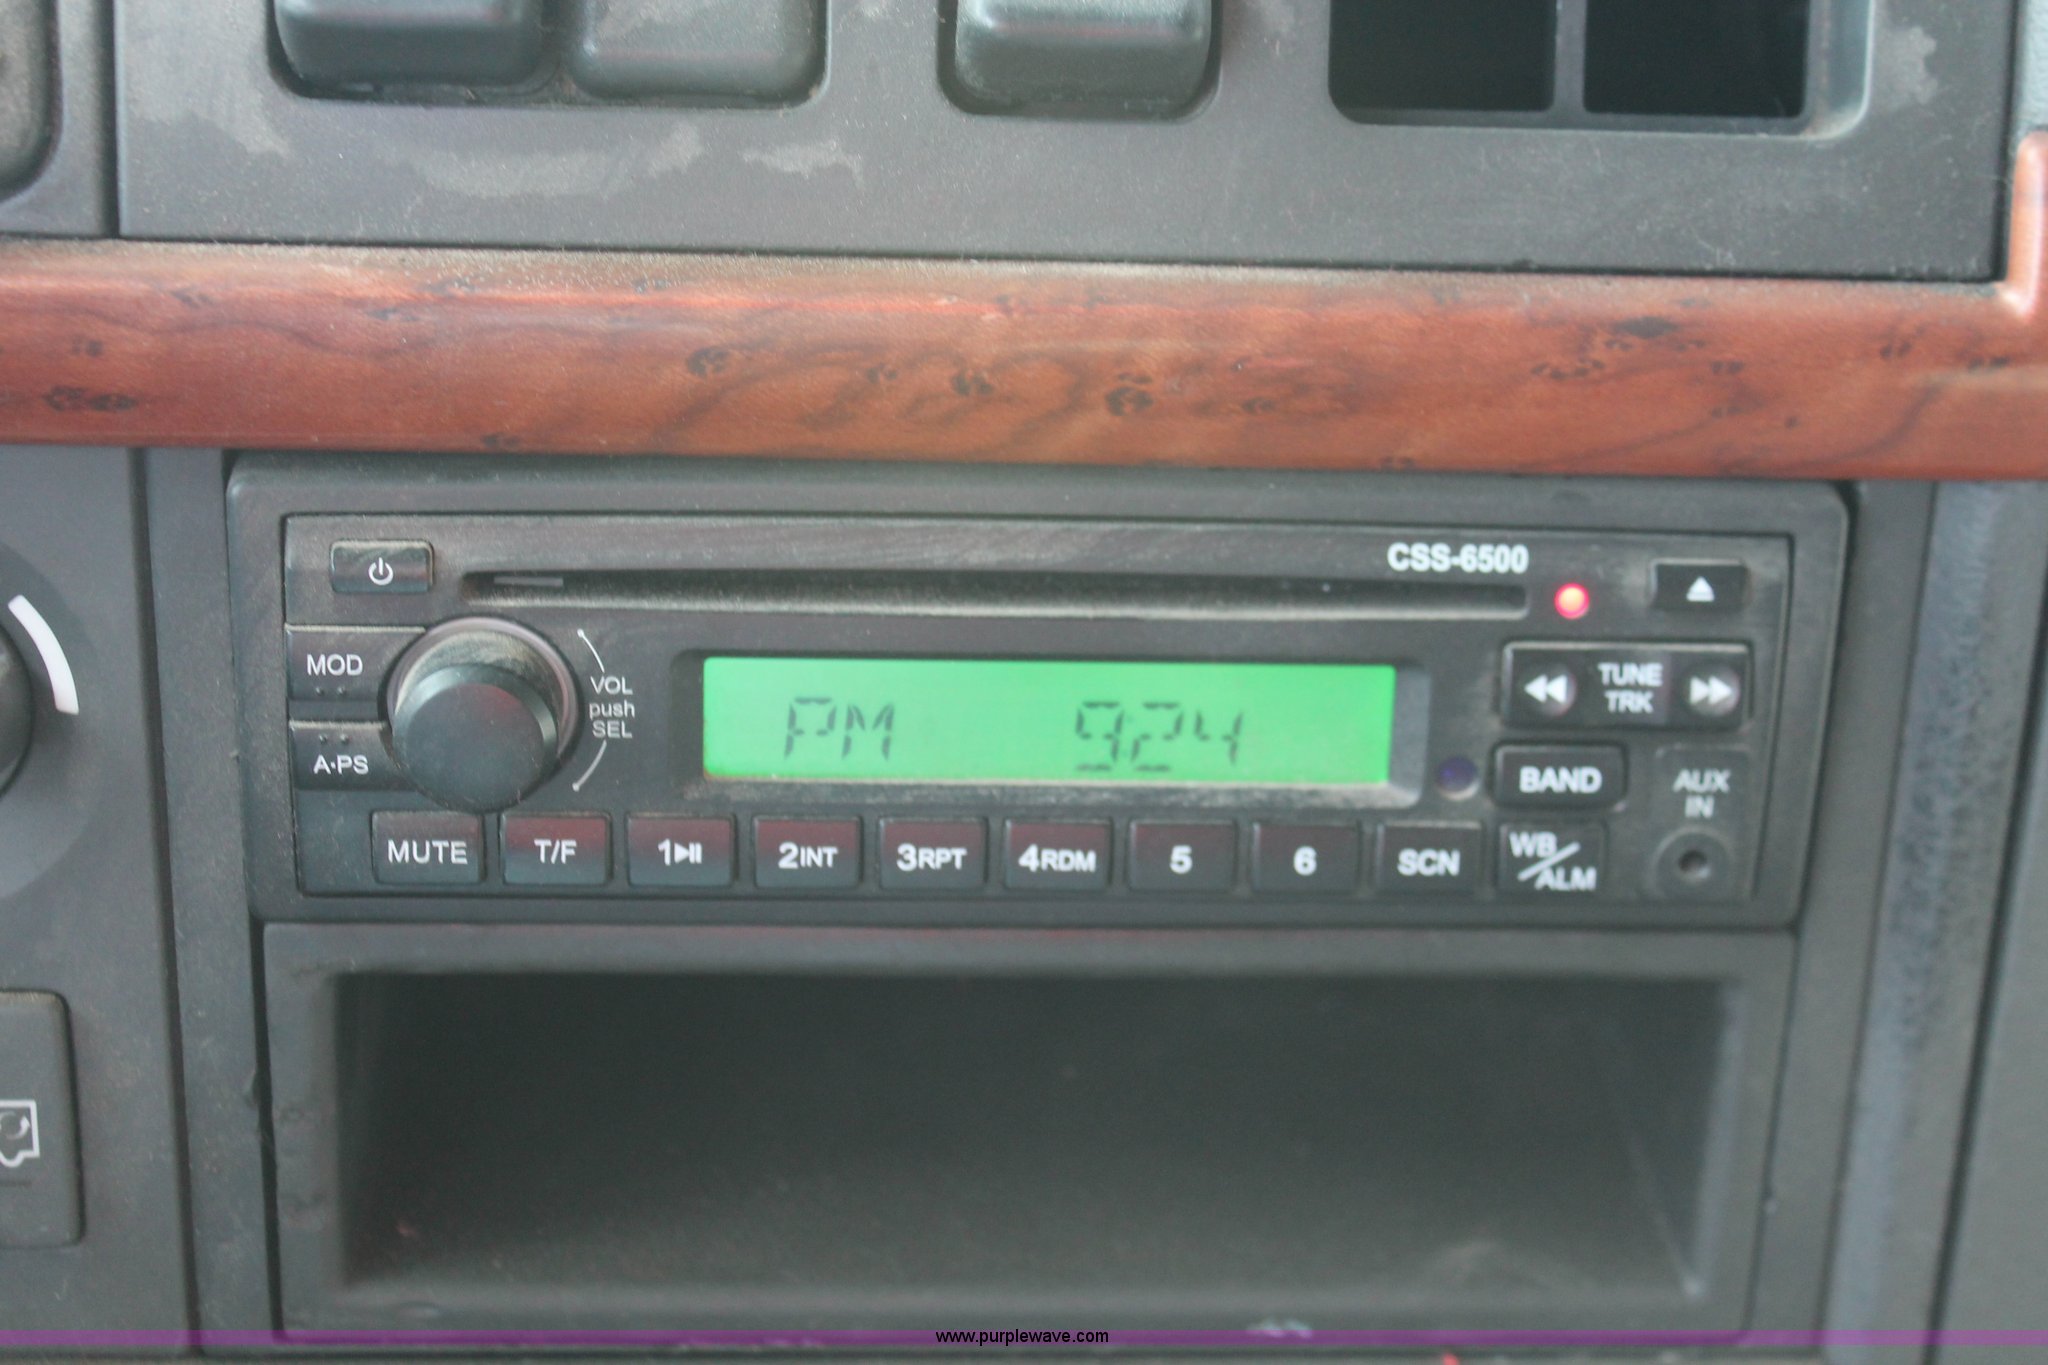 CSS-6500
MOD
VOL
push
SEL
A·PS
PM 924
TUNE
TRK
BAND
AUX
IN
MUTE T/F 1 2INT 3RPT 4RDM 5 6 SCN WB/ALM
www.purplewave.com